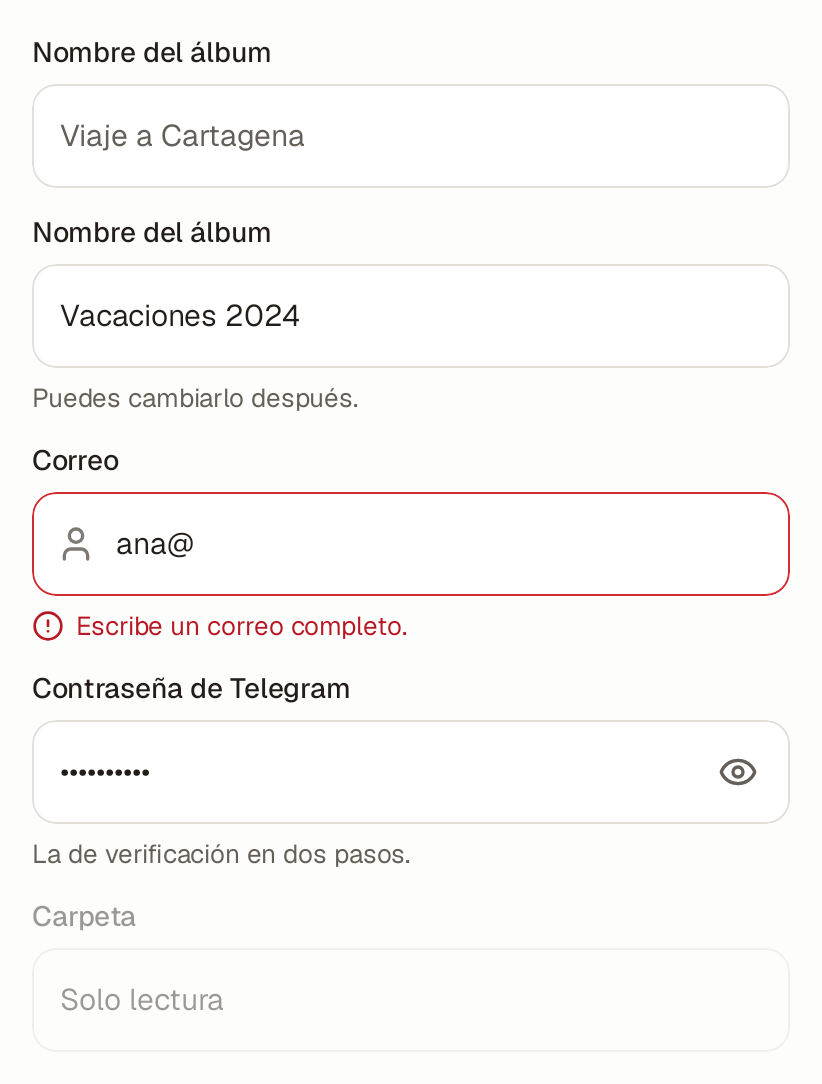 Nombre del álbum
Viaje a Cartagena
Nombre del álbum
Vacaciones 2024
Puedes cambiarlo después.
Correo
ana@
Escribe un correo completo.
Contraseña de Telegram
••••••••••
La de verificación en dos pasos.
Carpeta
Solo lectura